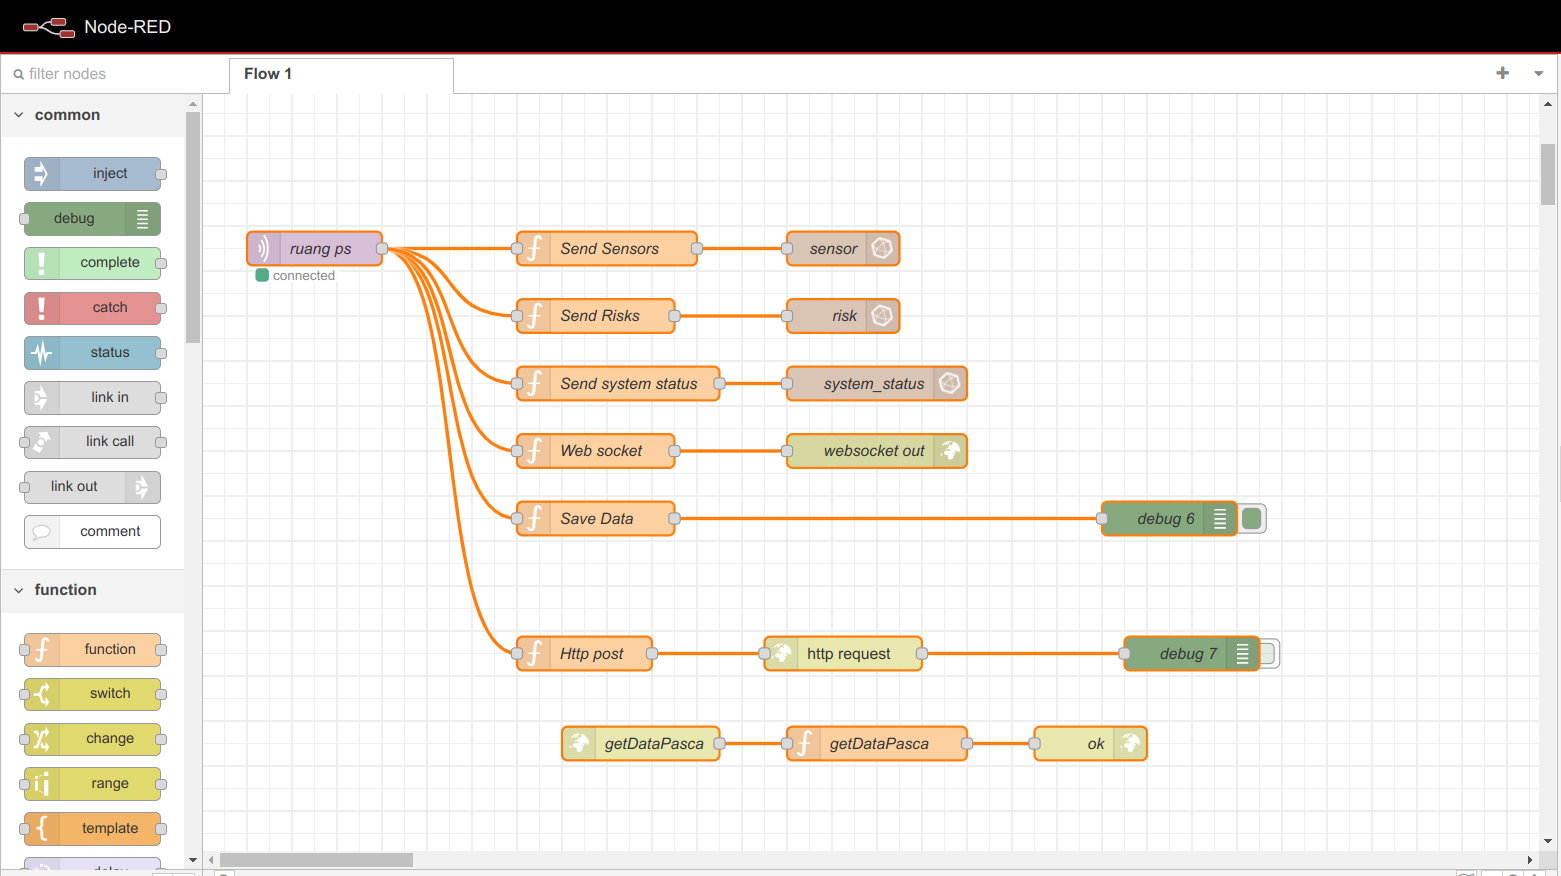 Node-RED
filter nodes
Flow 1
common
inject
debug
complete
catch
status
link in
link call
link out
comment
function
function
switch
change
range
template
delay
ruang ps
connected
Send Sensors
sensor
Send Risks
risk
Send system status
system_status
Web socket
websocket out
Save Data
debug 6
Http post
http request
debug 7
getDataPasca
getDataPasca
ok